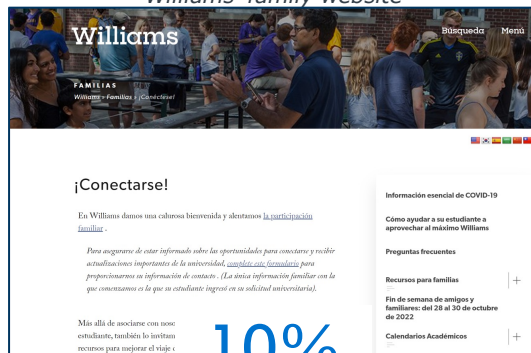 Williams' family website
Williams
Búsqueda Menú
FAMILIAS
Williams » Familias » ¡Conéctese!
¡Conectarse!
En Williams damos una calurosa bienvenida y alentamos la participación
familiar .
Para asegurarse de estar informado sobre las oportunidades para conectarse y recibir
actualizaciones importantes de la universidad, complete este formulario para
proporcionarnos su información de contacto . (La única información familiar con la
que comenzamos es la que su estudiante ingresó en su solicitud universitaria).
Más allá de asociarse con noso
estudiante, también lo invitam
recursos para mejorar el viaje c
10%
Información esencial de COVID-19
Cómo ayudar a su estudiante a
aprovechar al máximo Williams
Preguntas frecuentes
Recursos para familias +
Fin de semana de amigos y
familiares: del 28 al 30 de octubre
de 2022
Calendarios Académicos +